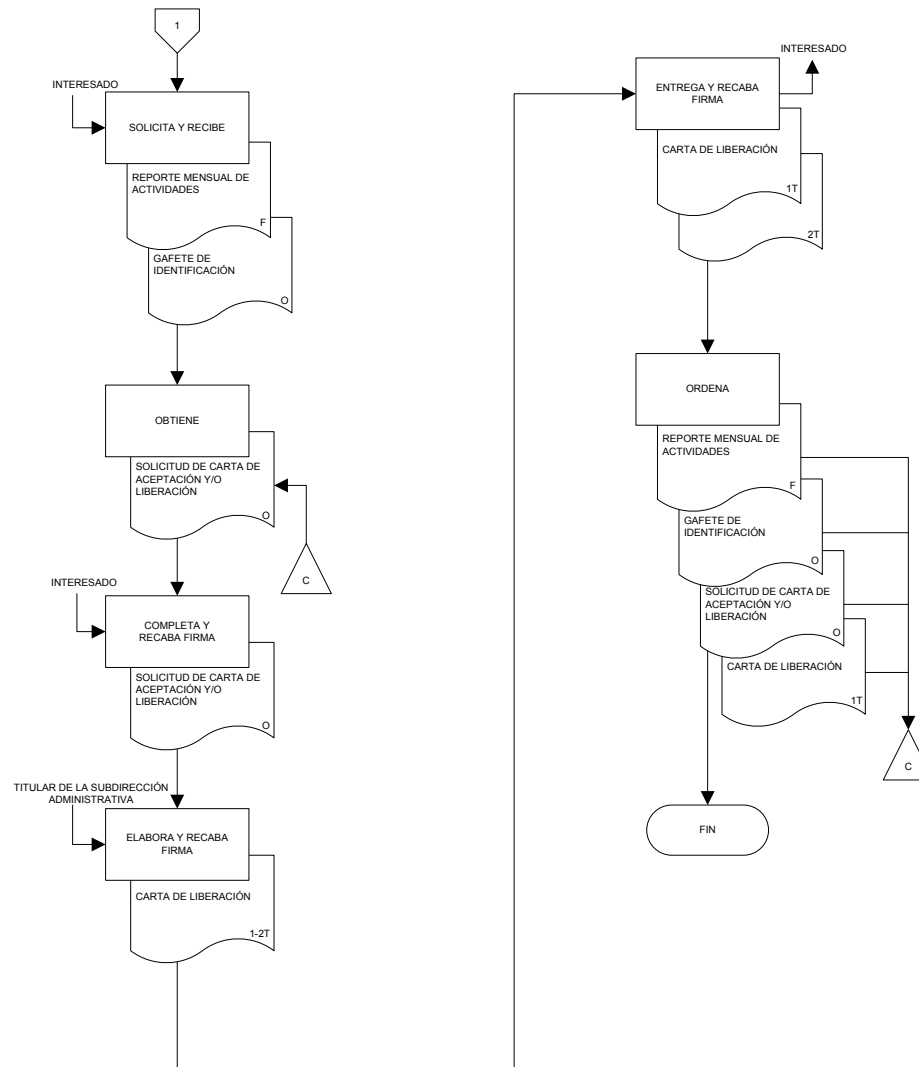 1
INTERESADO
SOLICITA Y RECIBE
REPORTE MENSUAL DE
ACTIVIDADES
F
GAFETE DE
IDENTIFICACIÓN
O
OBTIENE
SOLICITUD DE CARTA DE
ACEPTACIÓN Y/O
LIBERACIÓN
O
C
INTERESADO
COMPLETA Y
RECABA FIRMA
SOLICITUD DE CARTA DE
ACEPTACIÓN Y/O
LIBERACIÓN
O
TITULAR DE LA SUBDIRECCIÓN
ADMINISTRATIVA
ELABORA Y RECABA
FIRMA
CARTA DE LIBERACIÓN
1-2T
INTERESADO
ENTREGA Y RECABA
FIRMA
CARTA DE LIBERACIÓN
1T
2T
ORDENA
REPORTE MENSUAL DE
ACTIVIDADES
F
GAFETE DE
IDENTIFICACIÓN
O
SOLICITUD DE CARTA DE
ACEPTACIÓN Y/O
LIBERACIÓN
O
CARTA DE LIBERACIÓN
1T
C
FIN